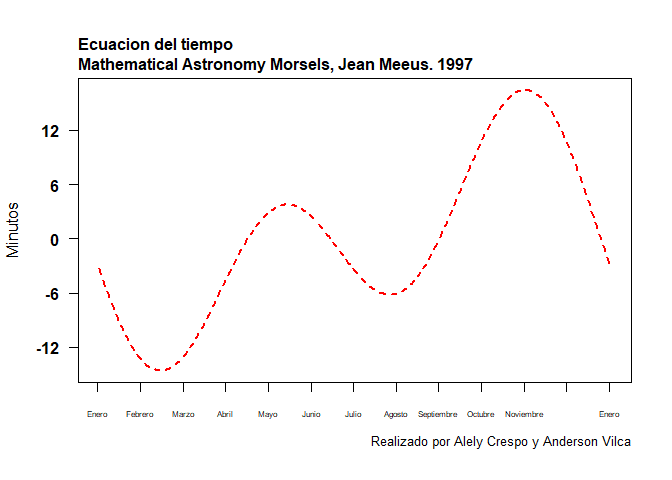 Ecuacion del tiempo
Mathematical Astronomy Morsels, Jean Meeus. 1997
Minutos
12
6
0
-6
-12
Enero Febrero Marzo Abril Mayo Junio Julio Agosto Septiembre Octubre Noviembre Enero
Realizado por Alely Crespo y Anderson Vilca